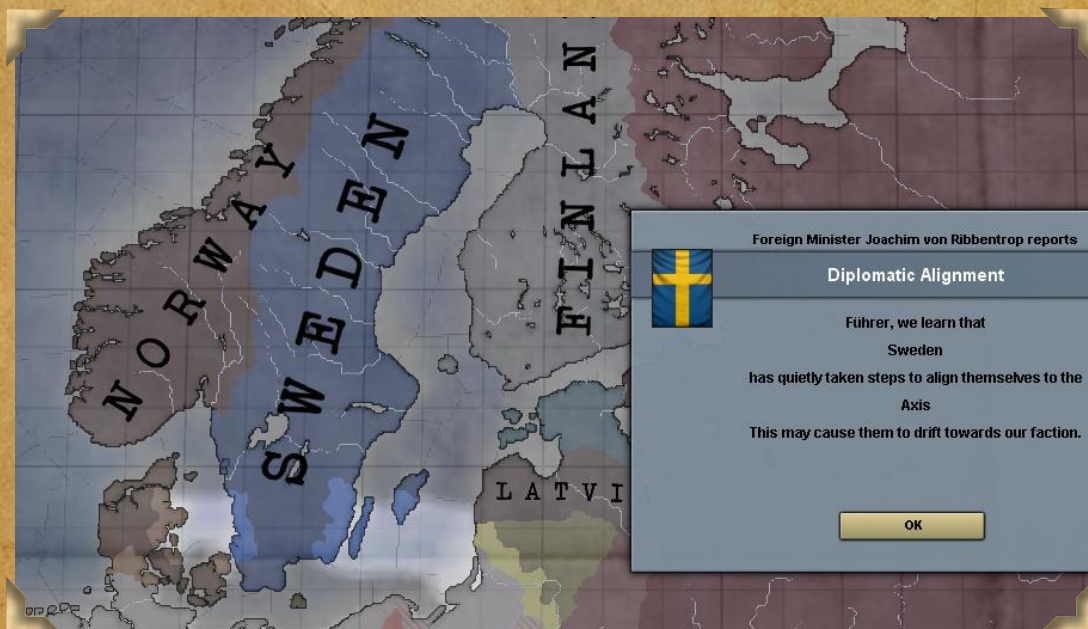 NORWAY
SWEDEN
FINLAN
LATVI
Foreign Minister Joachim von Ribbentrop reports
Diplomatic Alignment
Führer, we learn that
Sweden
has quietly taken steps to align themselves to the
Axis
This may cause them to drift towards our faction.
OK